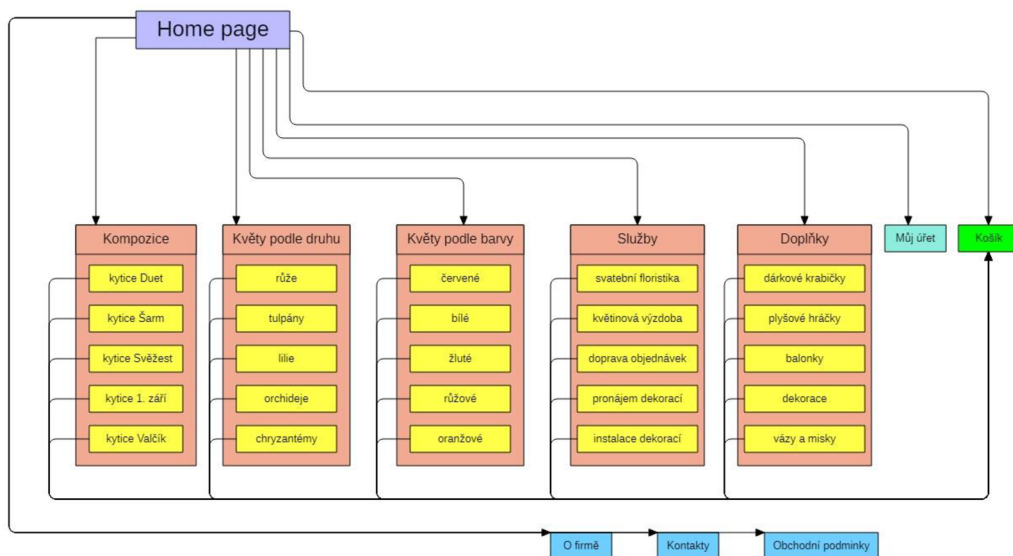 Home page
Kompozice
kytice Duet
kytice Šarm
kytice Svěžest
kytice 1. září
kytice Valčík
Květy podle druhu
růže
tulpány
lilie
orchideje
chryzantémy
Květy podle barvy
červené
bílé
žluté
růžové
oranžové
Služby
svatební floristika
květinová výzdoba
doprava objednávek
pronájem dekorací
instalace dekorací
Doplňky
dárkové krabičky
plyšové hráčky
balonky
dekorace
vázy a misky
Můj úřet
Košík
O firmě
Kontakty
Obchodní podminky